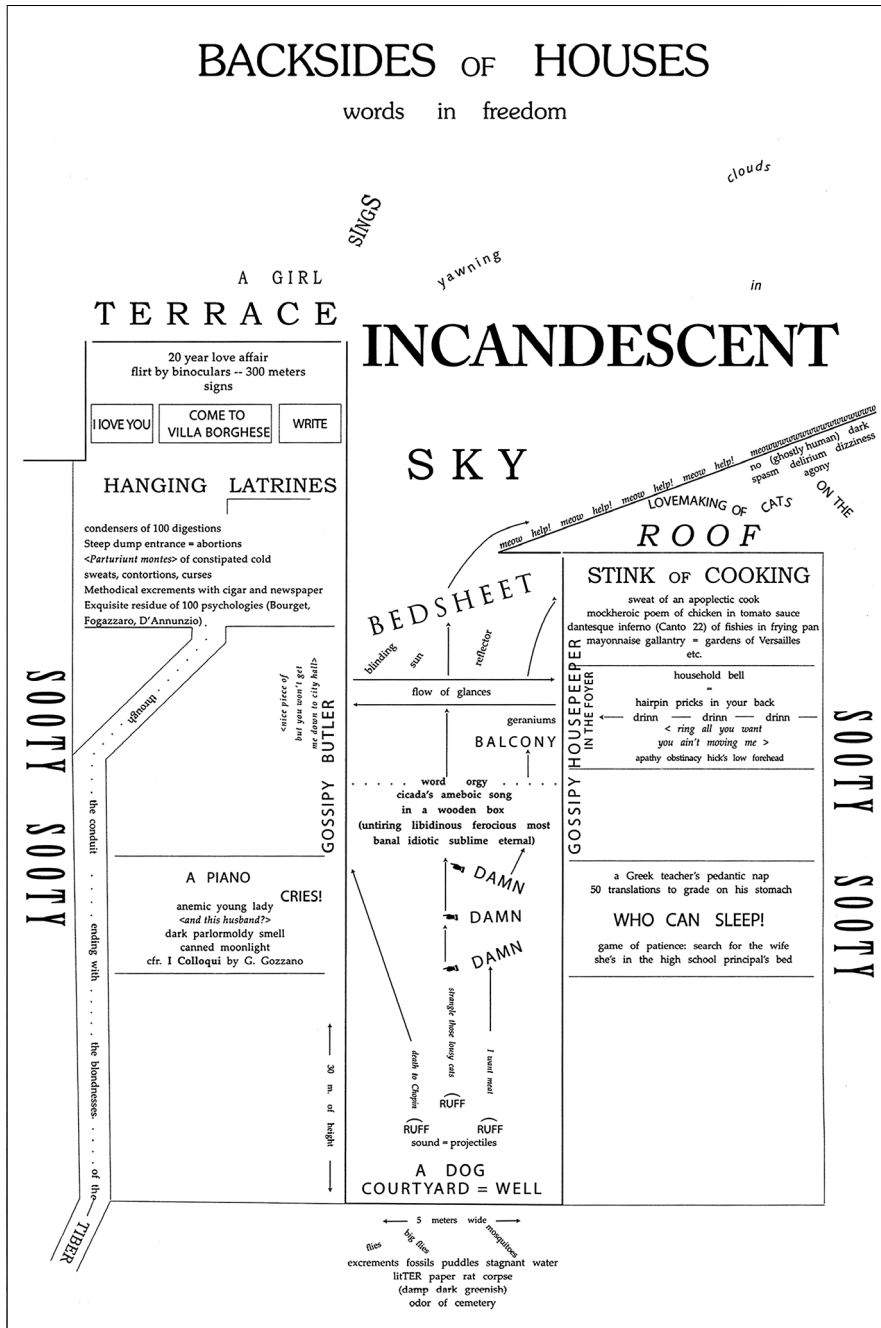 BACKSIDES OF HOUSES
words in freedom
clouds
SINGS
yawning
in
A GIRL
TERRACE
INCANDESCENT
SKY
20 year love affair
flirt by binoculars -- 300 meters
signs
I lOVE YOU
COME TO
VILLA BORGHESE
WRITE
HANGING LATRINES
condensers of 100 digestions
Steep dump entrance = abortions
<Parturiunt montes> of constipated cold
sweats, contortions, curses
Methodical excrements with cigar and newspaper
Exquisite residue of 100 psychologies (Bourget,
Fogazzaro, D'Annunzio)
through
the conduit
ending with
the blondnesses
of the
TIBER
SOOTY
SOOTY
<nice piece of
but you won't get
me down to city hall>
GOSSIPY BUTLER
A PIANO
CRIES!
anemic young lady
<and this husband?>
dark parlormoldy smell
canned moonlight
cfr. I Colloqui by G. Gozzano
30 m. of height
meow help! meow help! meow help! meow help! meowwwwwwwwwwwwwwwwwwwwww
no (ghostly human) dark
spasm delirium dizziness
agony
LOVEMAKING OF CATS
ON THE
ROOF
BEDSHEET
blinding
sun
reflector
flow of glances
geraniums
BALCONY
word orgy
cicada's ameboic song
in a wooden box
(untiring libidinous ferocious most
banal idiotic sublime eternal)
DAMN
DAMN
DAMN
death to Chopin
strangle those lousy cats
I want meat
RUFF
RUFF
RUFF
sound = projectiles
A DOG
COURTYARD = WELL
5 meters wide
flies
big flies
mosquitoes
excrements fossils puddles stagnant water
litTER paper rat corpse
(damp dark greenish)
odor of cemetery
STINK OF COOKING
sweat of an apoplectic cook
mockheroic poem of chicken in tomato sauce
dantesque inferno (Canto 22) of fishies in frying pan
mayonnaise gallantry = gardens of Versailles
etc.
GOSSIPY HOUSEPEEPER
IN THE FOYER
household bell
=
hairpin pricks in your back
drinn — drinn — drinn
< ring all you want
you ain't moving me >
apathy obstinacy hick's low forehead
a Greek teacher's pedantic nap
50 translations to grade on his stomach
WHO CAN SLEEP!
game of patience: search for the wife
she's in the high school principal's bed
SOOTY
SOOTY